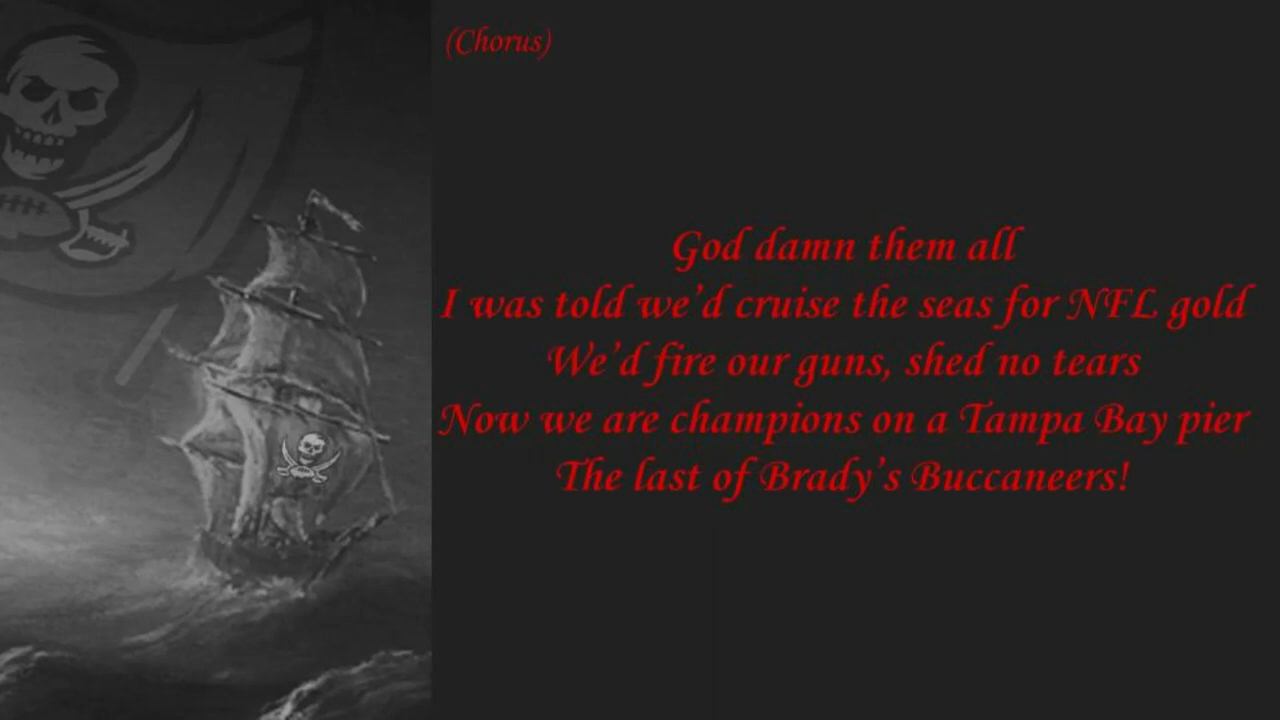 (Chorus)
God damn them all
I was told we’d cruise the seas for NFL gold
We’d fire our guns, shed no tears
Now we are champions on a Tampa Bay pier
The last of Brady’s Buccaneers!